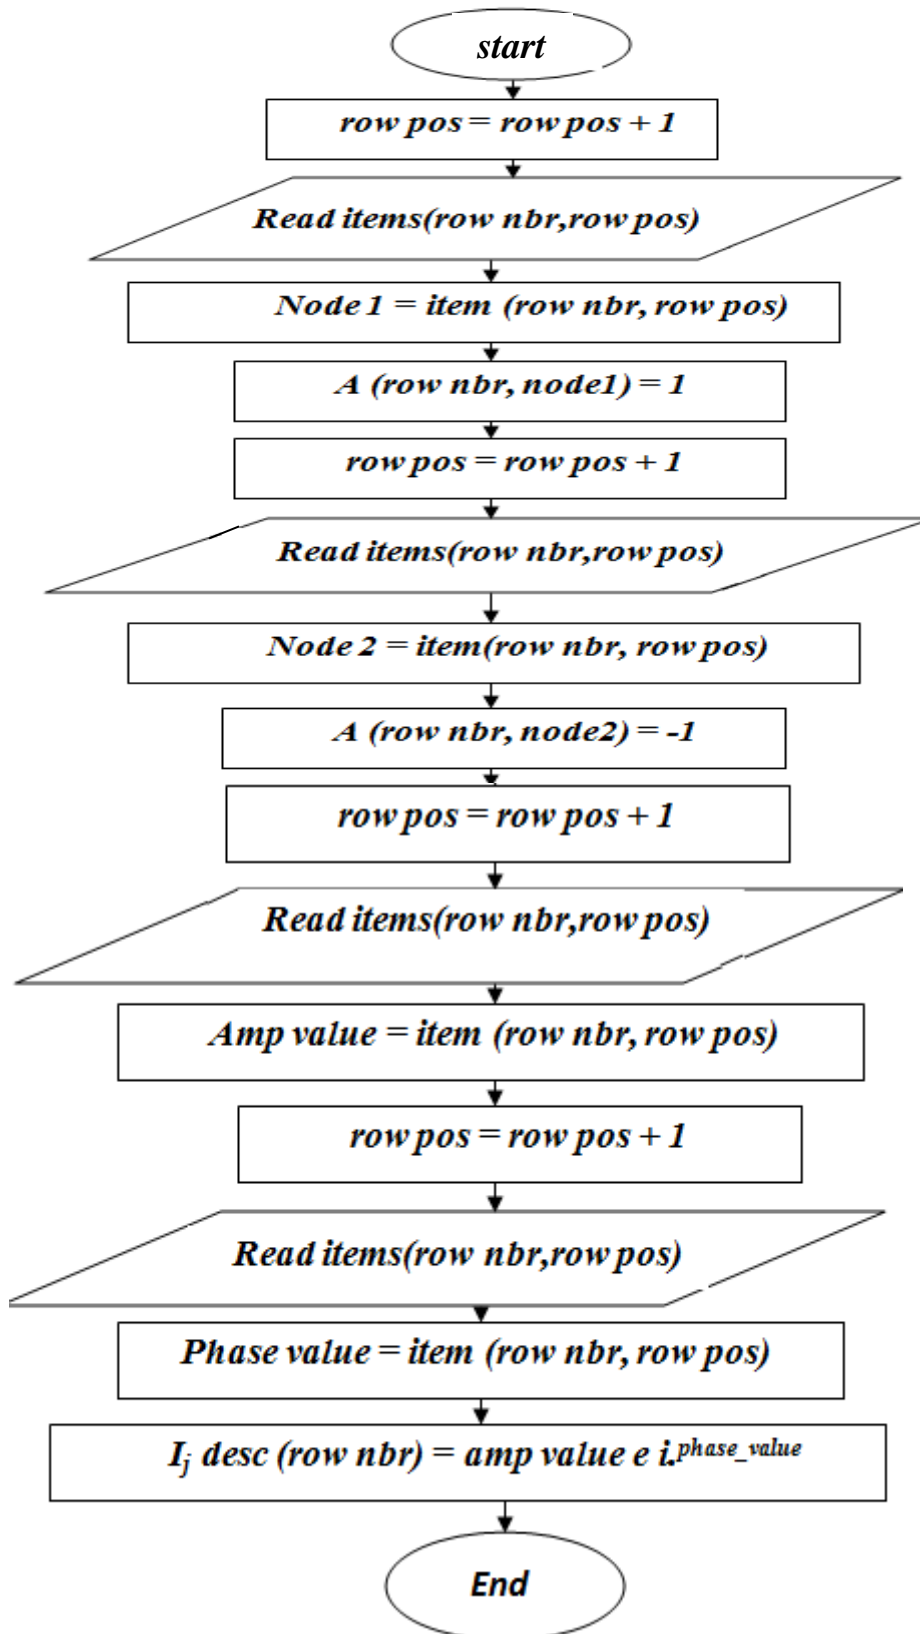 start
row pos = row pos + 1
Read items(row nbr,row pos)
Node 1 = item (row nbr, row pos)
A (row nbr, node1) = 1
row pos = row pos + 1
Read items(row nbr,row pos)
Node 2 = item(row nbr, row pos)
A (row nbr, node2) = -1
row pos = row pos + 1
Read items(row nbr,row pos)
Amp value = item (row nbr, row pos)
row pos = row pos + 1
Read items(row nbr,row pos)
Phase value = item (row nbr, row pos)
Ij desc (row nbr) = amp value e i.phase_value
End